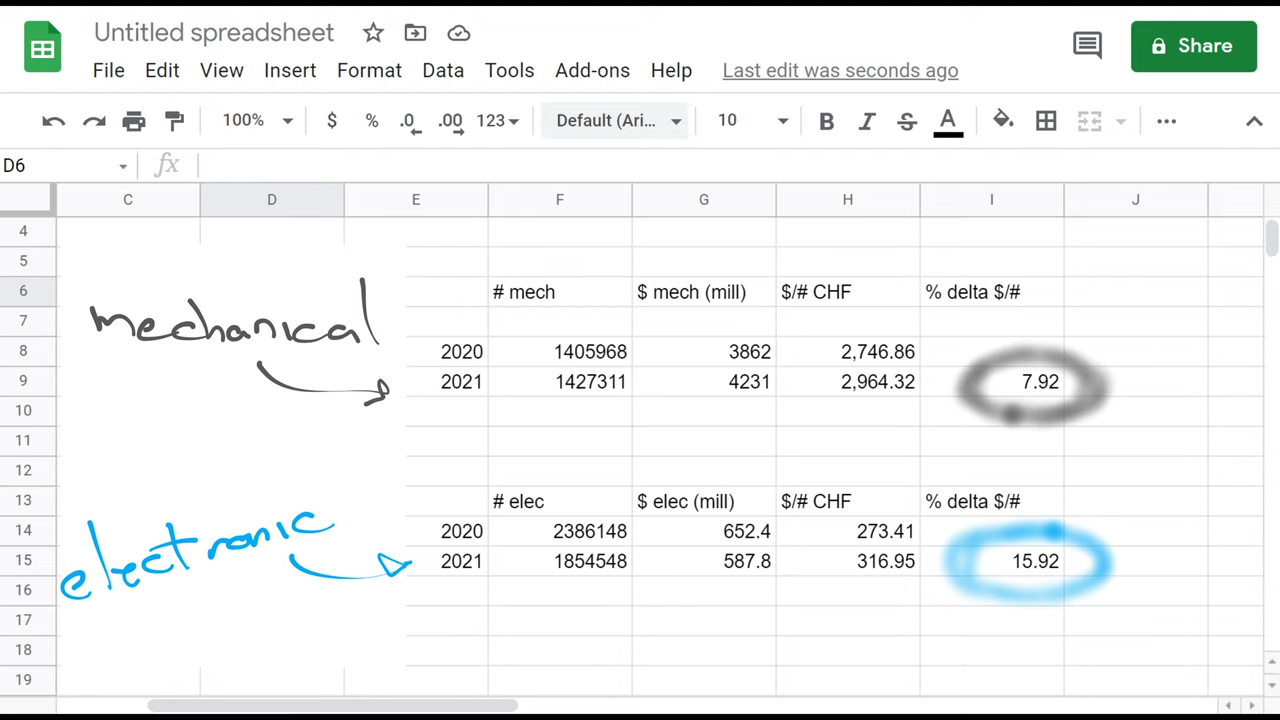 Untitled spreadsheet
File Edit View Insert Format Data Tools Add-ons Help Last edit was seconds ago
Share
100% $ % .0 .00 123 Default (Ari... 10 B I S A
D6 fx
C D E F G H I J
4
5
6 # mech $ mech (mill) $/# CHF % delta $/#
7
mechanical
8 2020 1405968 3862 2,746.86
9 2021 1427311 4231 2,964.32 7.92
10
11
12
13 # elec $ elec (mill) $/# CHF % delta $/#
electronic
14 2020 2386148 652.4 273.41
15 2021 1854548 587.8 316.95 15.92
16
17
18
19